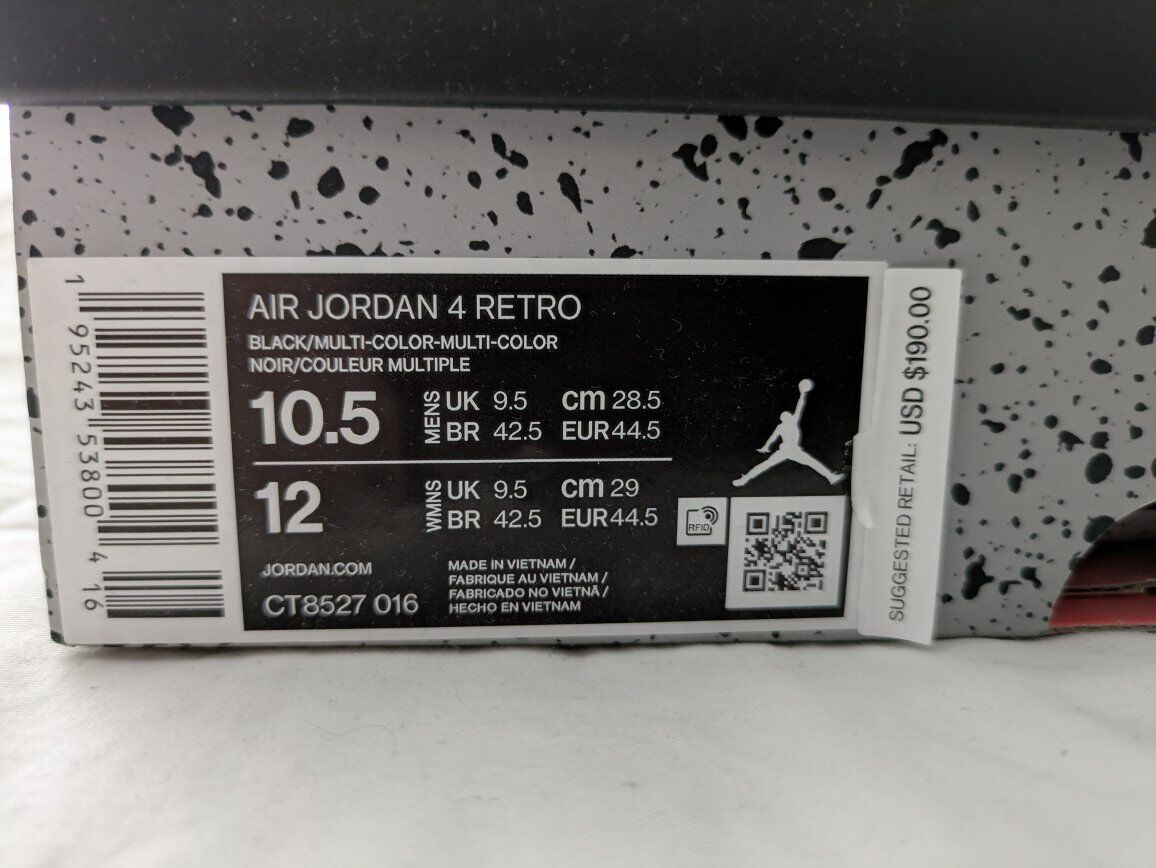 1 95243 53800 4 16
AIR JORDAN 4 RETRO
BLACK/MULTI-COLOR-MULTI-COLOR
NOIR/COULEUR MULTIPLE
10.5 MENS UK 9.5 cm 28.5
BR 42.5 EUR 44.5
12 WMNS UK 9.5 cm 29
BR 42.5 EUR 44.5
RFID
JORDAN.COM
CT8527 016
MADE IN VIETNAM /
FABRIQUE AU VIETNAM /
FABRICADO NO VIETNÃ /
HECHO EN VIETNAM
SUGGESTED RETAIL: USD $190.00